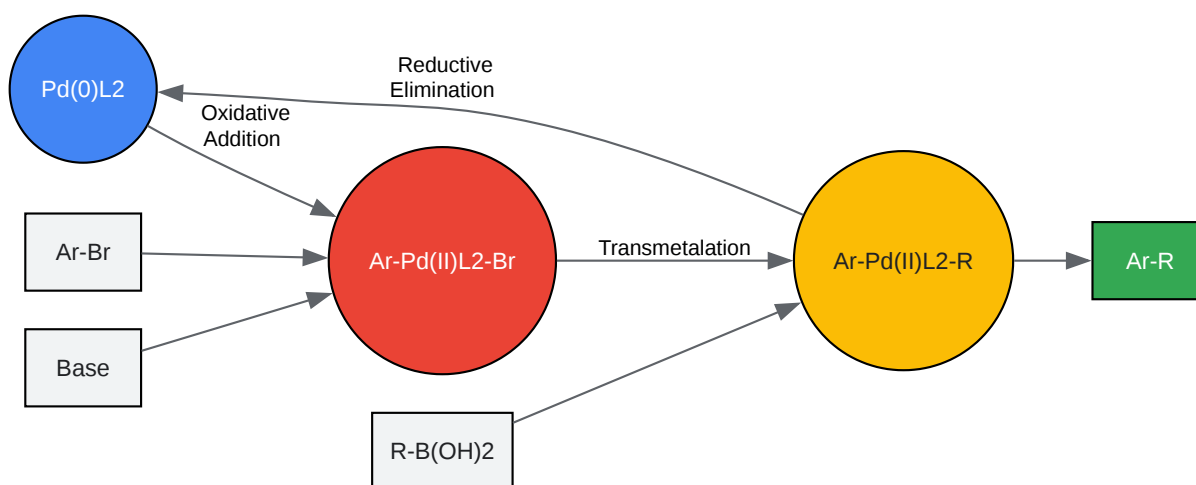 Pd(0)L2
Reductive
Elimination
Oxidative
Addition
Ar-Br
Ar-Pd(II)L2-Br
Transmetalation
Ar-Pd(II)L2-R
Ar-R
Base
R-B(OH)2